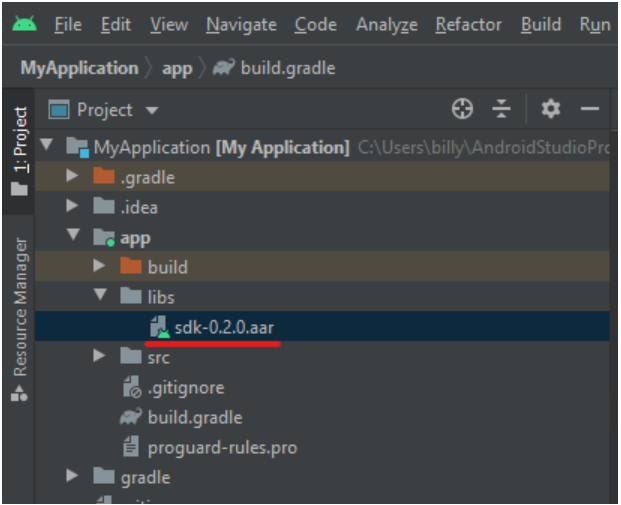 File Edit View Navigate Code Analyze Refactor Build Run
MyApplication app build.gradle
1: Project
Project
MyApplication [My Application] C:\Users\billy\AndroidStudioPro
.gradle
.idea
app
build
libs
sdk-0.2.0.aar
src
.gitignore
build.gradle
proguard-rules.pro
gradle
Resource Manager